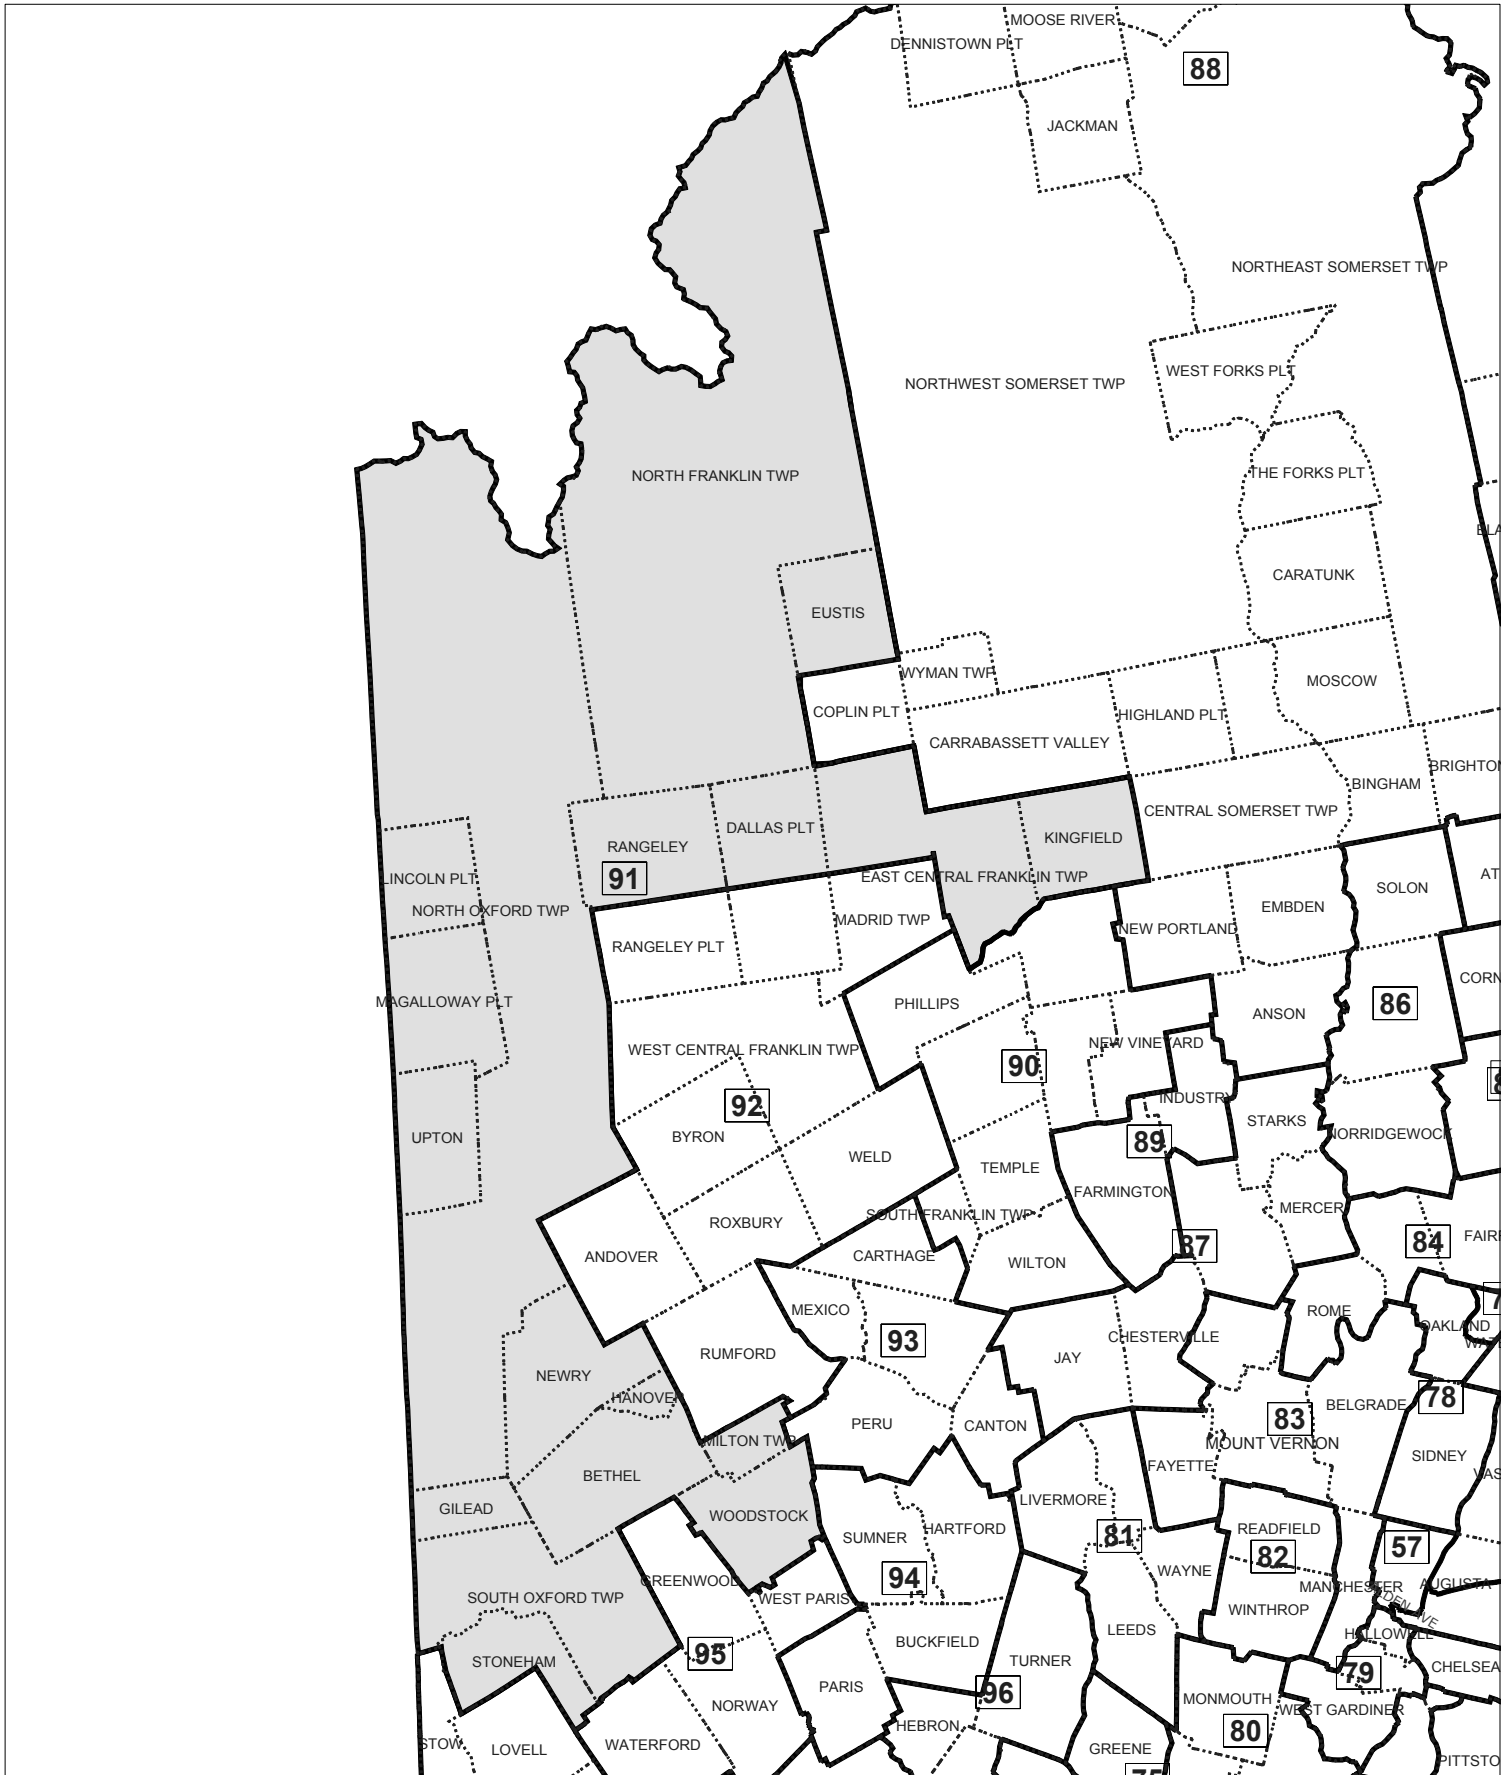 MOOSE RIVER
DENNISTOWN PLT
88
JACKMAN
NORTHEAST SOMERSET TWP
WEST FORKS PLT
NORTHWEST SOMERSET TWP
THE FORKS PLT
NORTH FRANKLIN TWP
CARATUNK
EUSTIS
WYMAN TWP
MOSCOW
COPLIN PLT
HIGHLAND PLT
CARRABASSETT VALLEY
BRIGHTON
BINGHAM
CENTRAL SOMERSET TWP
DALLAS PLT
KINGFIELD
RANGELEY
91
LINCOLN PLT
EAST CENTRAL FRANKLIN TWP
SOLON
NORTH OXFORD TWP
EMBDEN
MADRID TWP
NEW PORTLAND
RANGELEY PLT
CORN
MAGALLOWAY PLT
PHILLIPS
86
ANSON
NEW VINEYARD
WEST CENTRAL FRANKLIN TWP
90
INDUSTRY
92
STARKS
UPTON
BYRON
89
NORRIDGEWOCK
WELD
TEMPLE
FARMINGTON
MERCER
SOUTH FRANKLIN TWP
ROXBURY
84
FAIRF
87
ANDOVER
CARTHAGE
WILTON
MEXICO
ROME
OAKLAND
CHESTERVILLE
93
RUMFORD
JAY
NEWRY
HANOVER
78
BELGRADE
83
PERU
CANTON
MILTON TWP
MOUNT VERNON
SIDNEY
FAYETTE
BETHEL
VAS
GILEAD
LIVERMORE
WOODSTOCK
HARTFORD
READFIELD
SUMNER
81
57
82
WAYNE
94
GREENWOOD
MANCHESTER
AUGUSTA
SOUTH OXFORD TWP
WEST PARIS
WINTHROP
LEEDS
HALLOWELL
BUCKFIELD
95
STONEHAM
TURNER
CHELSEA
79
PARIS
96
MONMOUTH
NORWAY
WEST GARDINER
HEBRON
80
STOW
LOVELL
WATERFORD
GREENE
PITTSTO
75